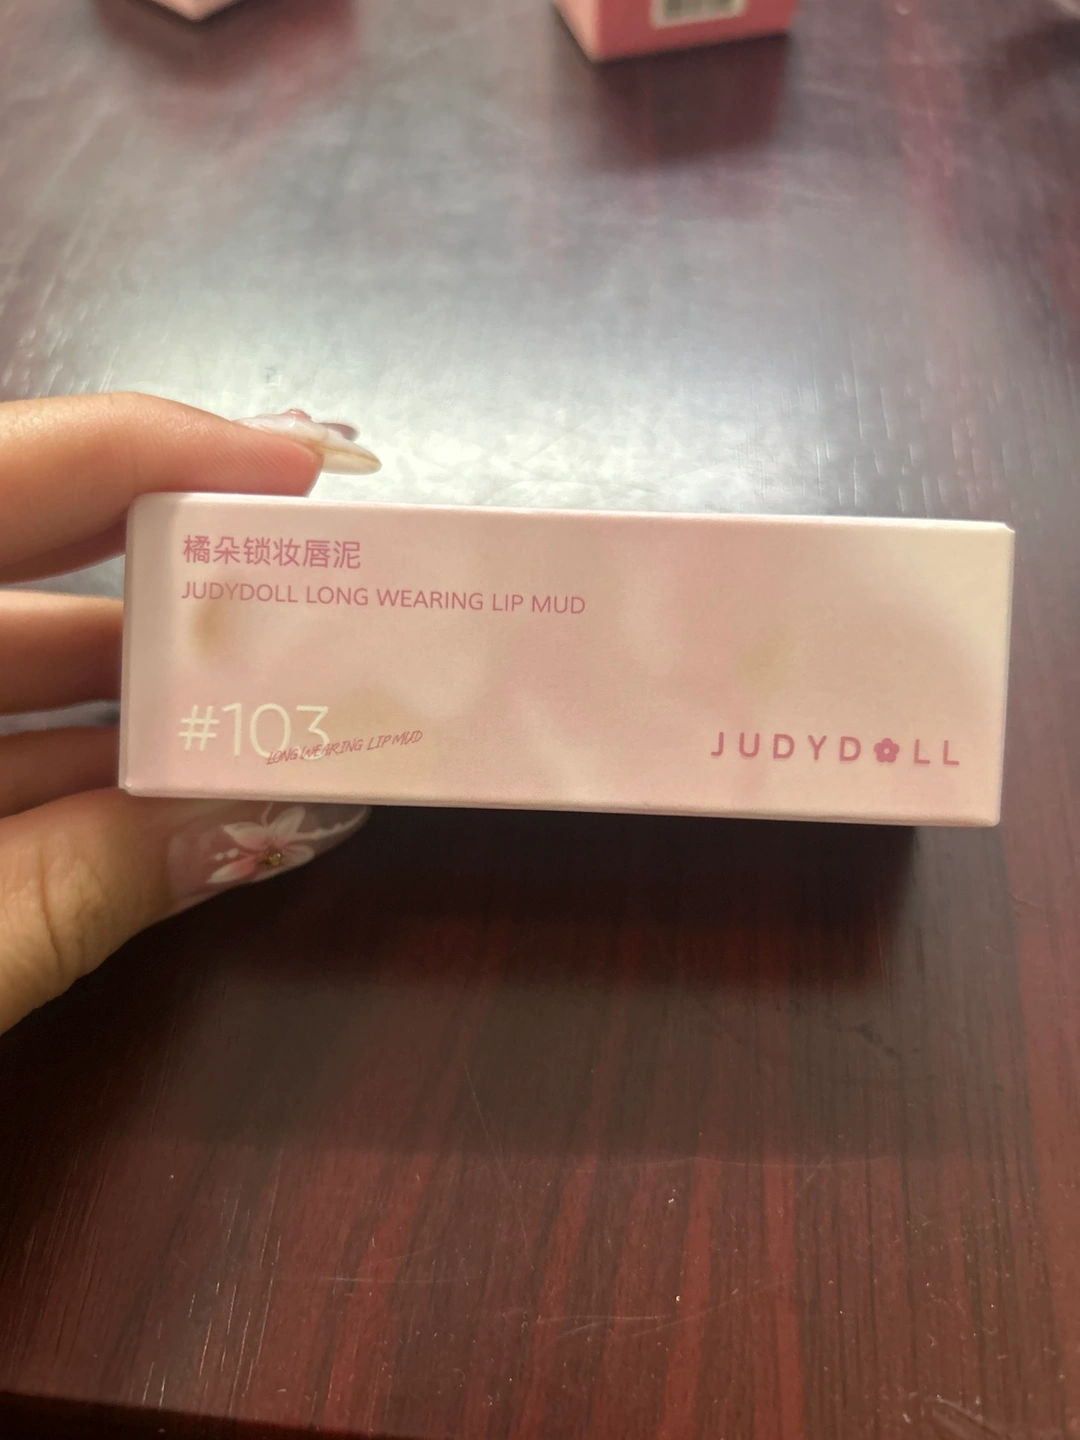 橘朵锁妆唇泥
JUDYDOLL LONG WEARING LIP MUD
#103
LONG WEARING LIP MUD
JUDYDOLL